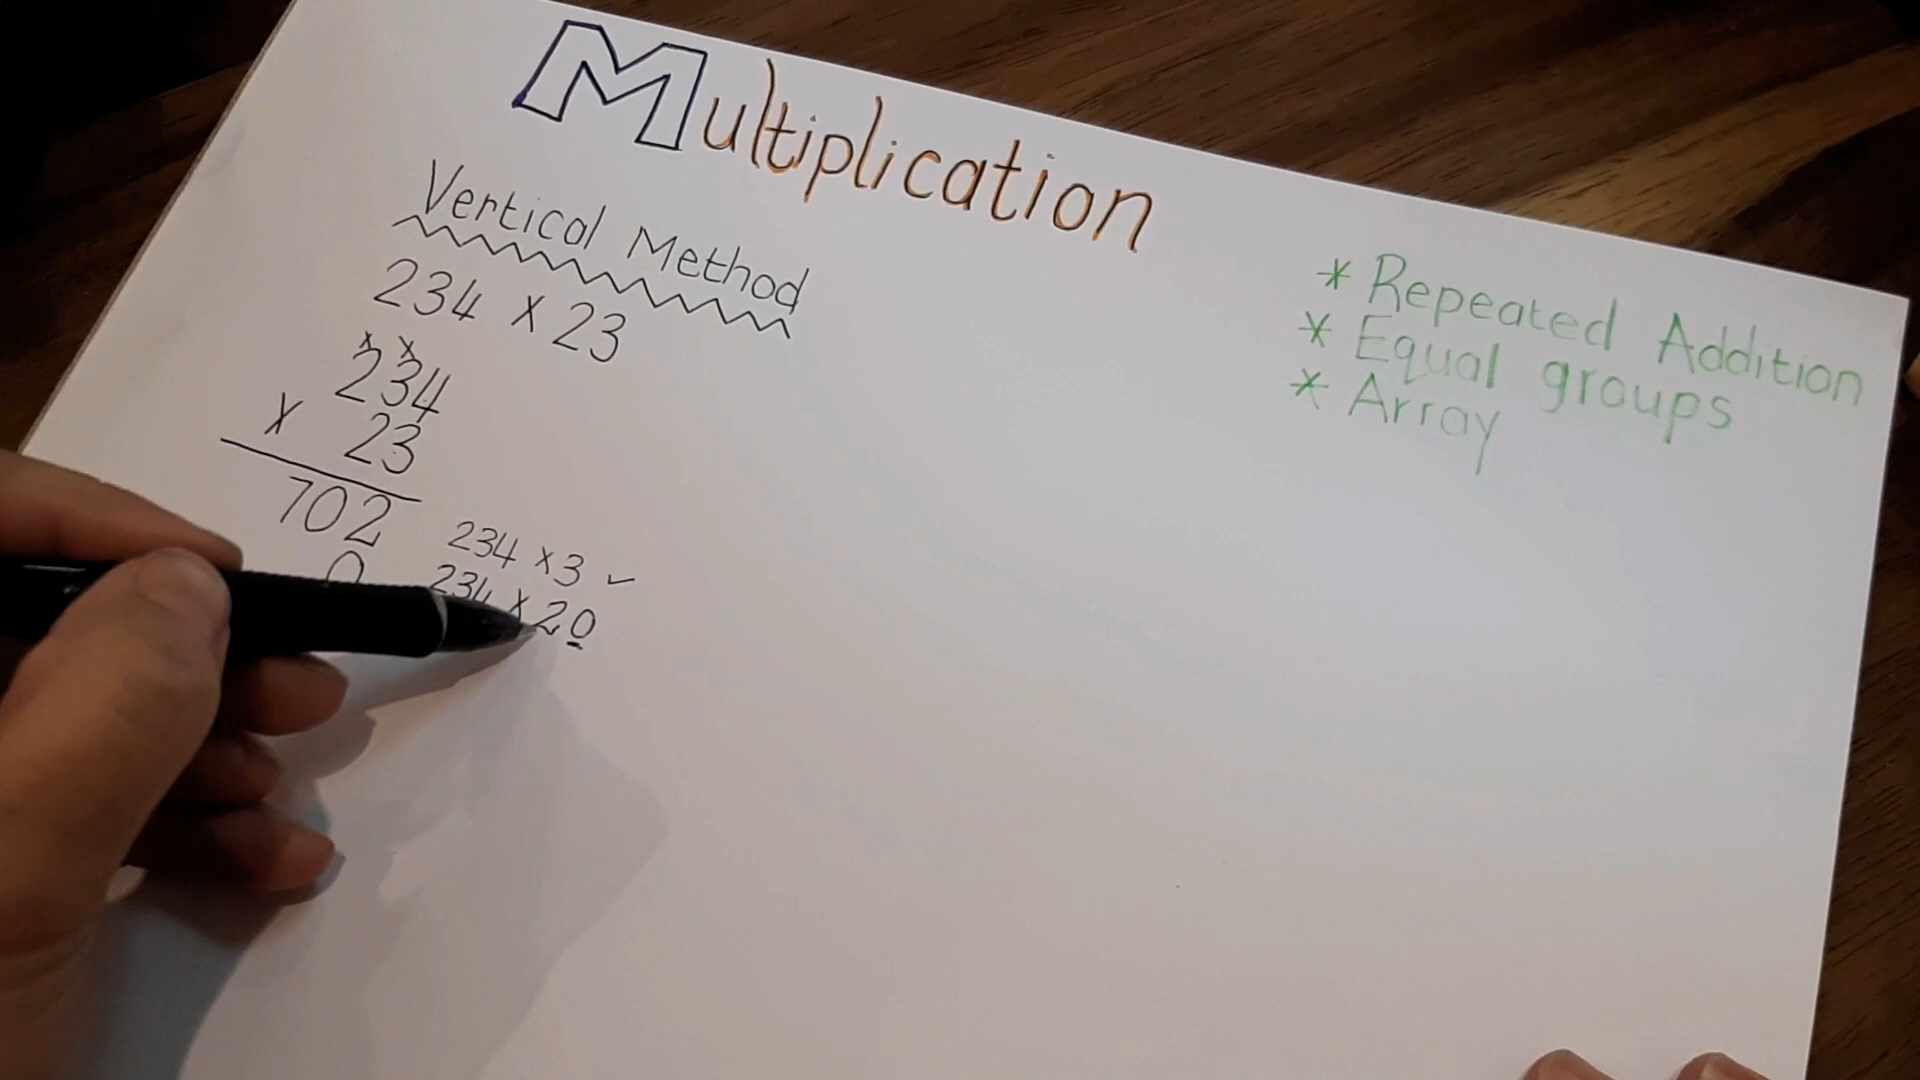 Multiplication
Vertical Method
234 x 23
x x
234
x 23
702
0
234 x 3 ✓
234 x 20
* Repeated Addition
* Equal groups
* Array